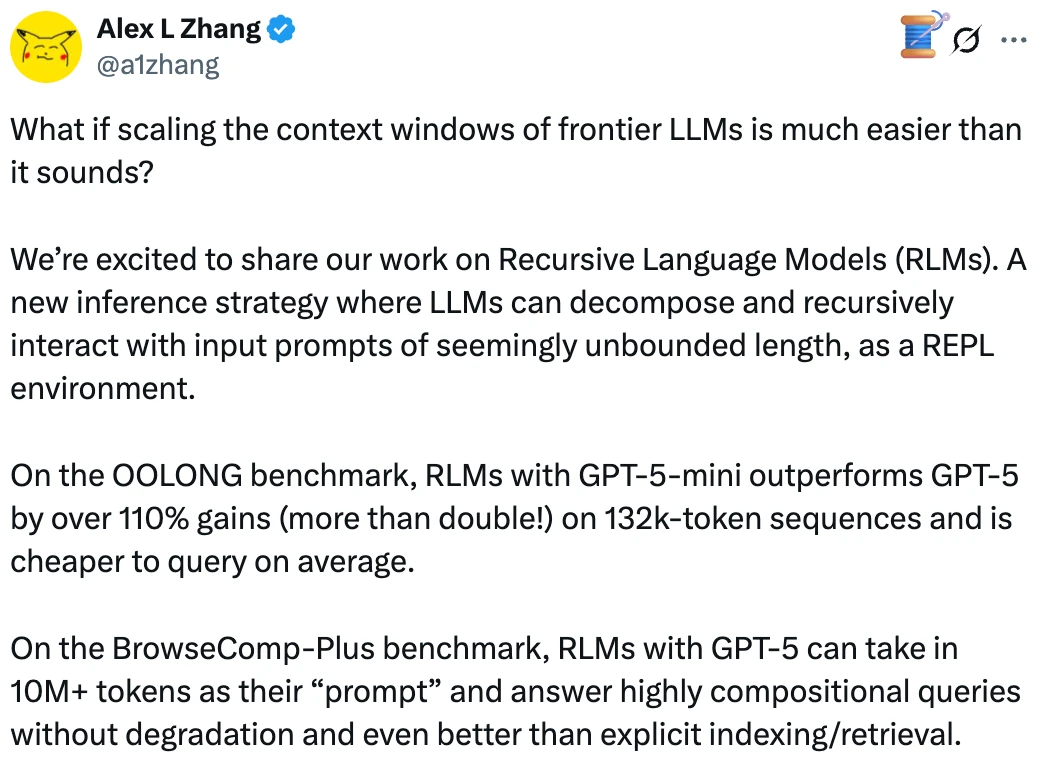 Alex L Zhang
@a1zhang
What if scaling the context windows of frontier LLMs is much easier than
it sounds?
We’re excited to share our work on Recursive Language Models (RLMs). A
new inference strategy where LLMs can decompose and recursively
interact with input prompts of seemingly unbounded length, as a REPL
environment.
On the OOLONG benchmark, RLMs with GPT-5-mini outperforms GPT-5
by over 110% gains (more than double!) on 132k-token sequences and is
cheaper to query on average.
On the BrowseComp-Plus benchmark, RLMs with GPT-5 can take in
10M+ tokens as their “prompt” and answer highly compositional queries
without degradation and even better than explicit indexing/retrieval.